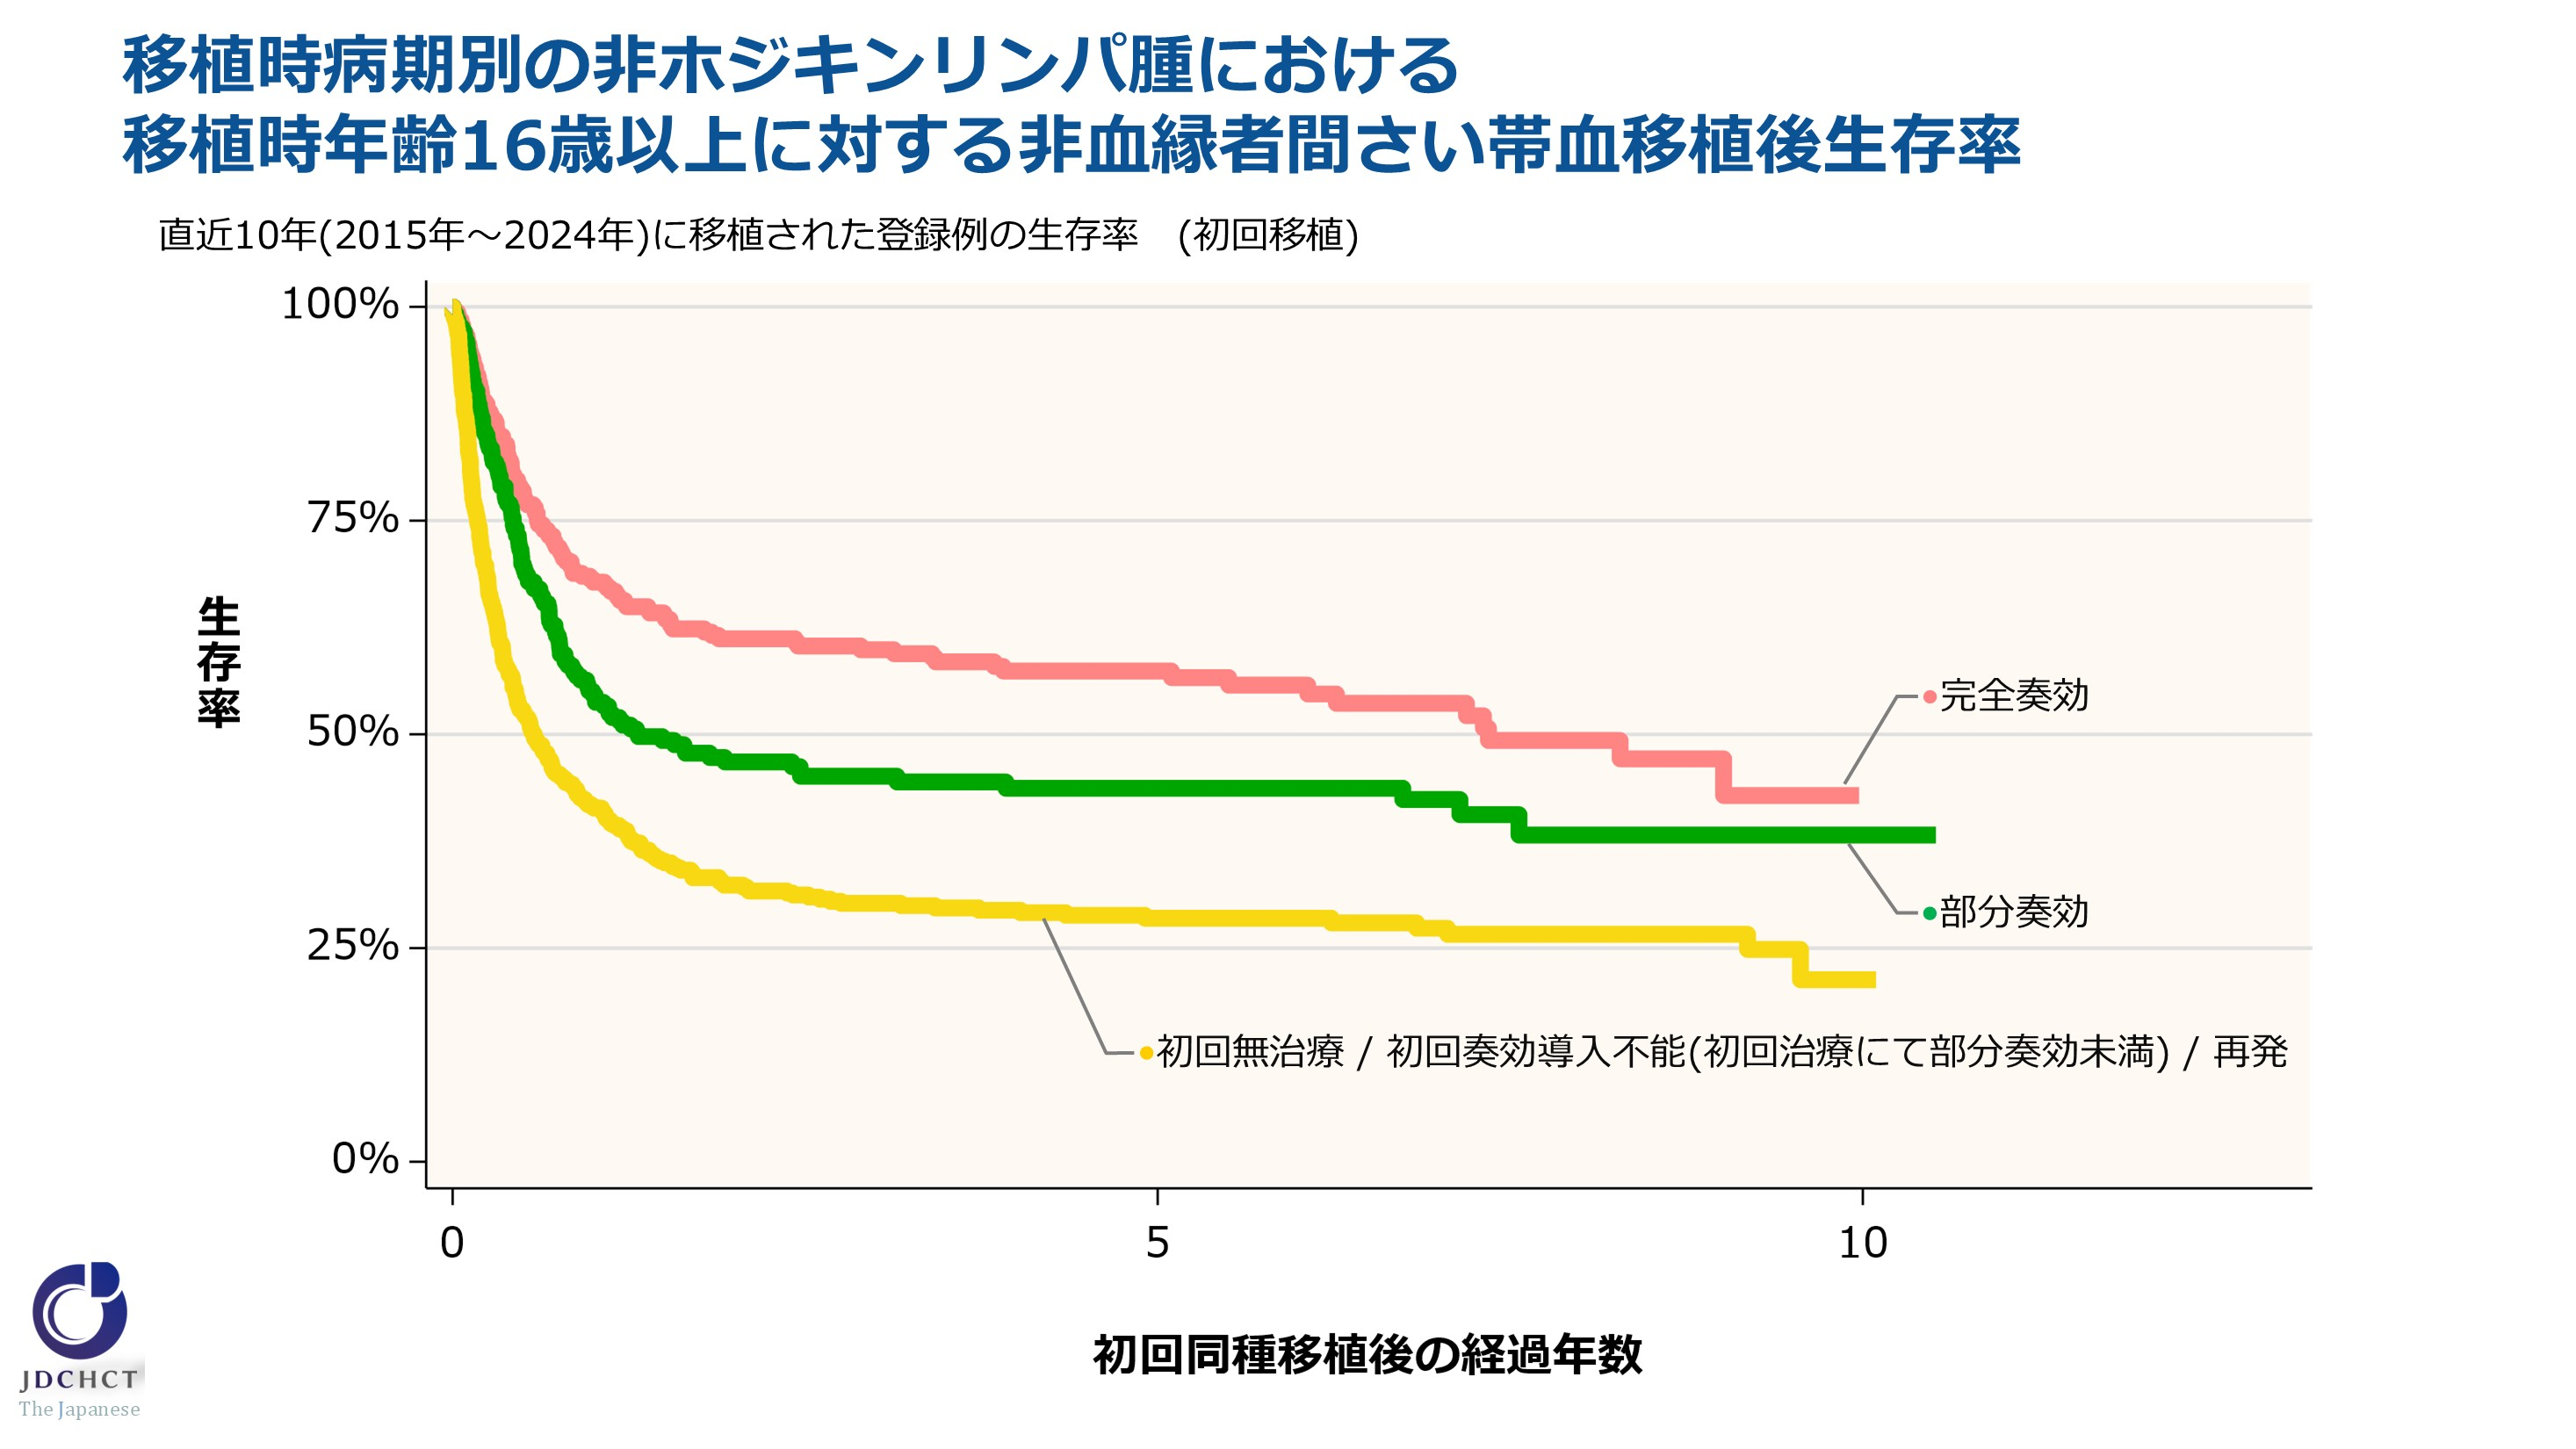 移植時病期別の非ホジキンリンパ腫における
移植時年齢16歳以上に対する非血縁者間さい帯血移植後生存率
直近10年(2015年～2024年)に移植された登録例の生存率　(初回移植)
100%
75%
50%
25%
0%
生存率
完全奏効
部分奏効
初回無治療 / 初回奏効導入不能(初回治療にて部分奏効未満) / 再発
0
5
10
初回同種移植後の経過年数
JDCHCT
The Japanese